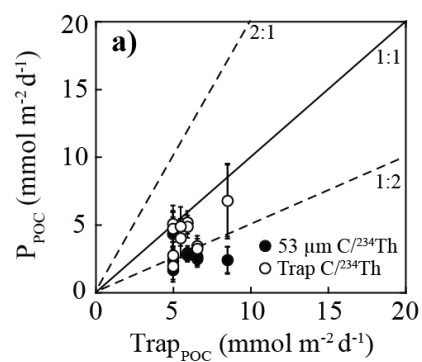 a)
20
15
10
5
0
P_POC (mmol m⁻² d⁻¹)
2:1
1:1
1:2
53 µm C/²³⁴Th
Trap C/²³⁴Th
0 5 10 15 20
Trap_POC (mmol m⁻² d⁻¹)